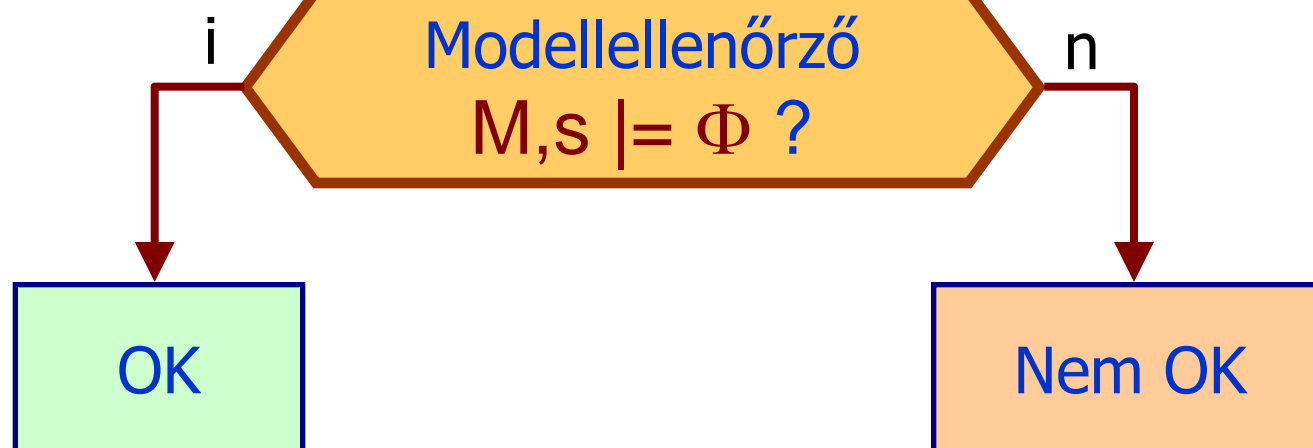 i
Modellellenőrző
n
M,s |= Φ ?
OK
Nem OK